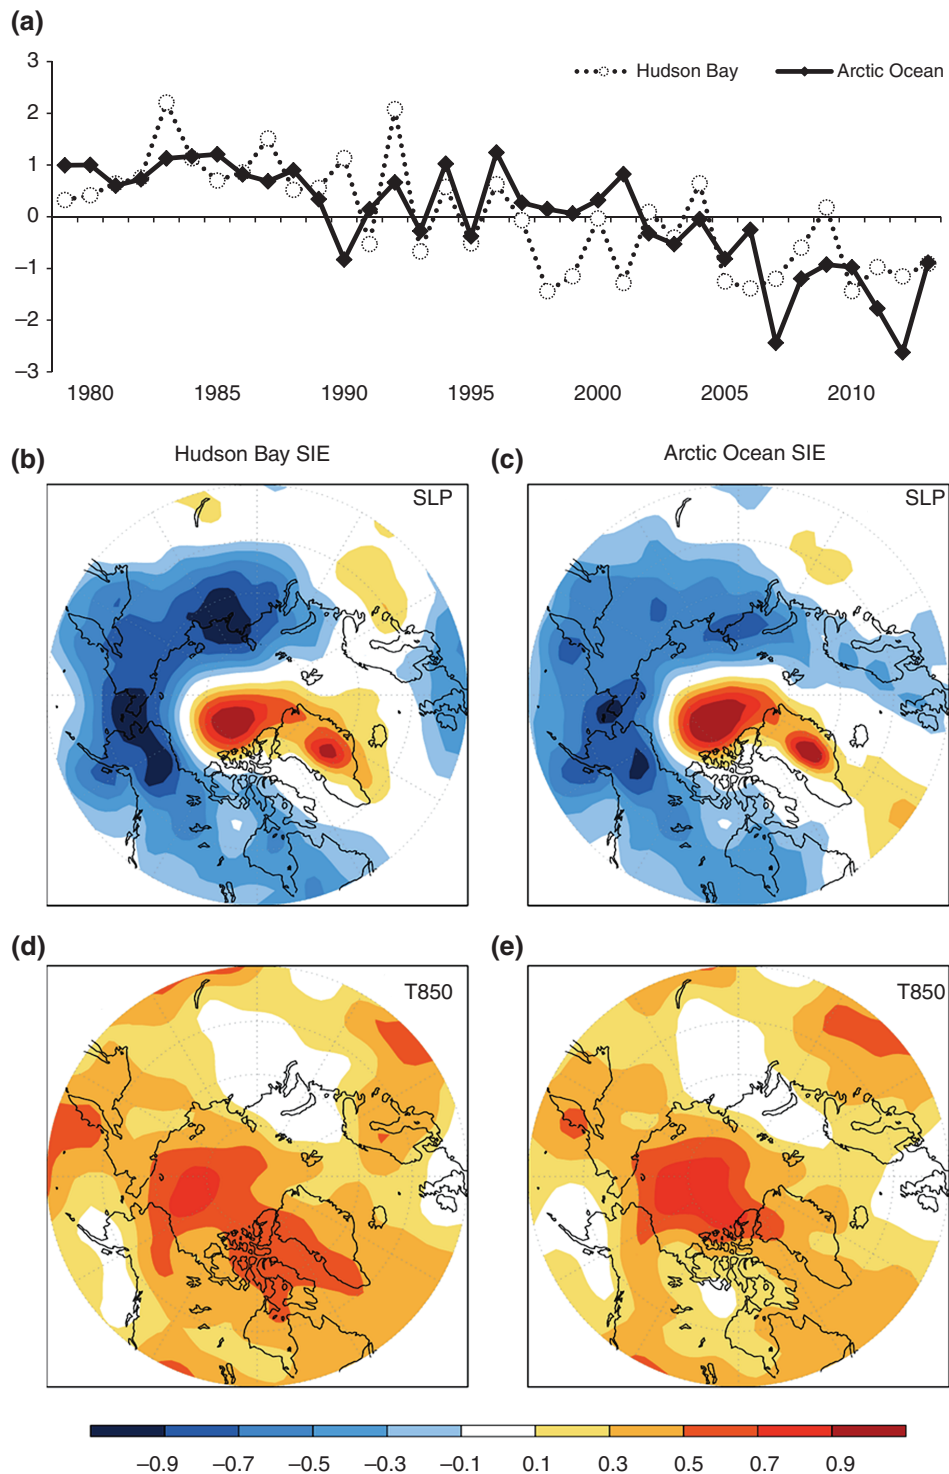 (a)
3
2
1
0
−1
−2
−3
Hudson Bay
Arctic Ocean
1980 1985 1990 1995 2000 2005 2010
(b) Hudson Bay SIE
SLP
(c) Arctic Ocean SIE
SLP
(d)
T850
(e)
T850
−0.9 −0.7 −0.5 −0.3 −0.1 0.1 0.3 0.5 0.7 0.9